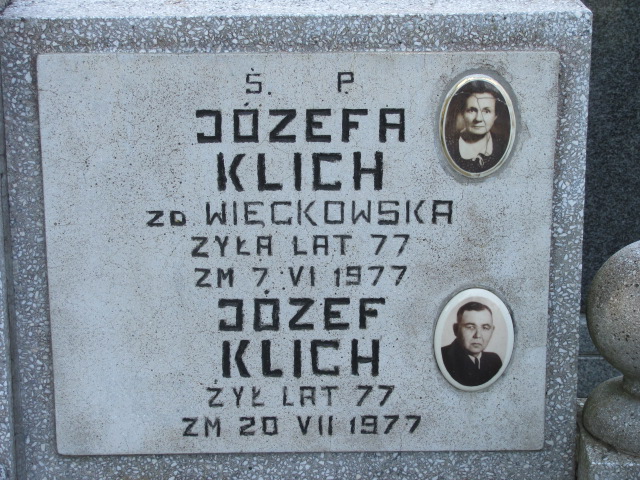 Ś. P
JÓZEFA
KLICH
ZD WIĘCKOWSKA
ŻYŁA LAT 77
ZM 7 VI 1977
JÓZEF
KLICH
ŻYŁ LAT 77
ZM 20 VII 1977